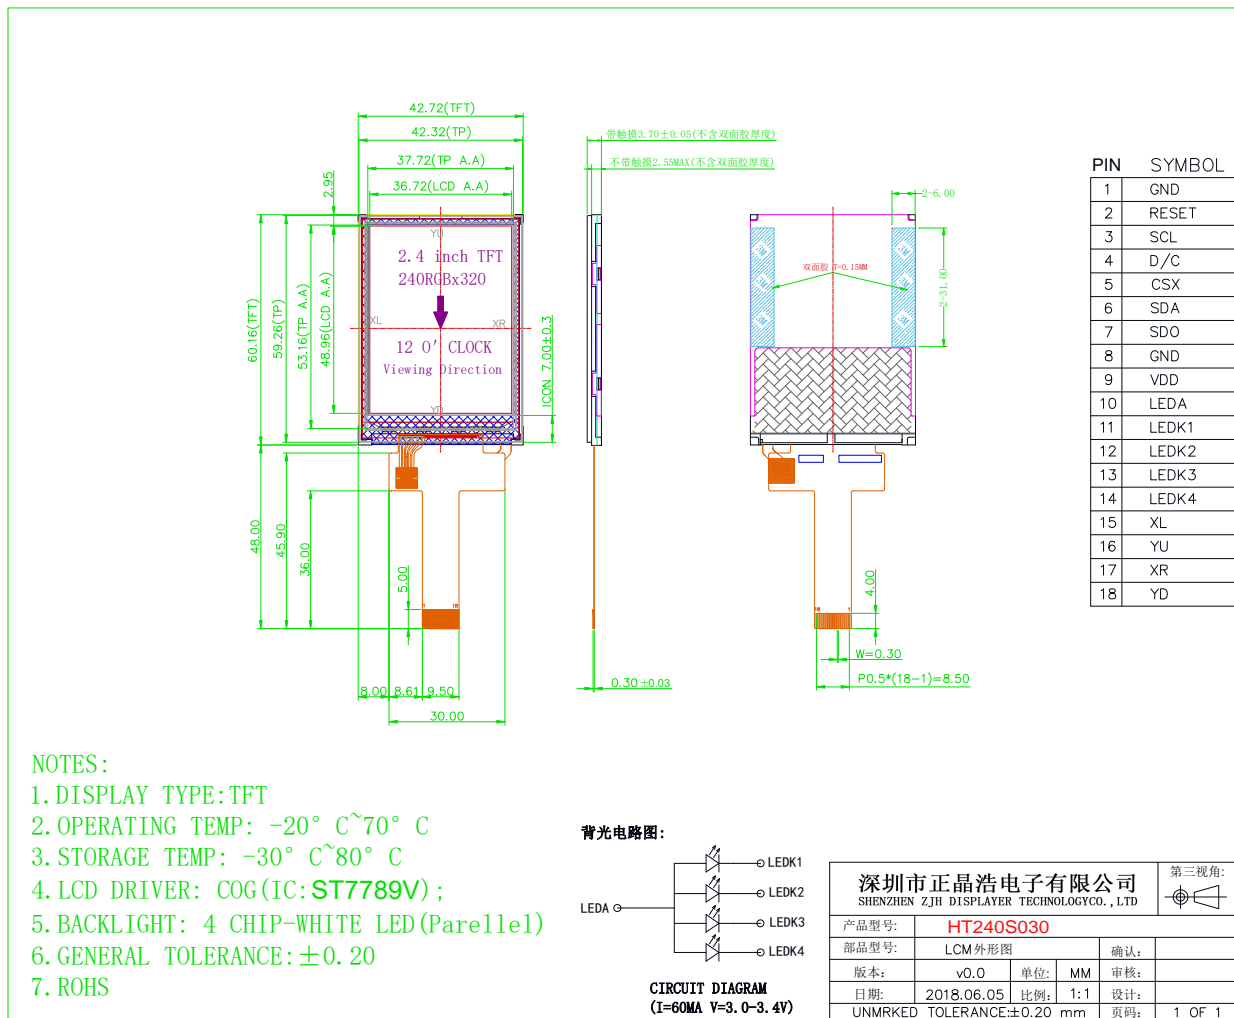 42.72(TFT)
42.32(TP)
37.72(TP A.A)
36.72(LCD A.A)
2.95
60.16(TFT)
59.26(TP)
53.16(TP A.A)
48.96(LCD A.A)
YU
2.4 inch TFT
240RGBx320
XL
XR
12 O' CLOCK
Viewing Direction
YD
ICON 7.00±0.3
48.00
45.90
36.00
5.00
1
18
8.00
8.61
9.50
30.00
带触摸3.70±0.05(不含双面胶厚度)
不带触摸2.55MAX(不含双面胶厚度)
0.30±0.03
2-6.00
3M
3M
双面胶 T=0.15MM
2-31.00
3M
3M
18
1
4.00
W=0.30
P0.5*(18-1)=8.50
PIN SYMBOL
1 GND
2 RESET
3 SCL
4 D/C
5 CSX
6 SDA
7 SDO
8 GND
9 VDD
10 LEDA
11 LEDK1
12 LEDK2
13 LEDK3
14 LEDK4
15 XL
16 YU
17 XR
18 YD
NOTES:
1.DISPLAY TYPE:TFT
2.OPERATING TEMP: -20° C~70° C
3.STORAGE TEMP: -30° C~80° C
4.LCD DRIVER: COG(IC:ST7789V);
5.BACKLIGHT: 4 CHIP-WHITE LED(Parellel)
6.GENERAL TOLERANCE:±0.20
7.ROHS
背光电路图:
LEDA
LEDK1
LEDK2
LEDK3
LEDK4
CIRCUIT DIAGRAM
(I=60MA V=3.0-3.4V)
深圳市正晶浩电子有限公司
SHENZHEN ZJH DISPLAYER TECHNOLOGYCO.,LTD
第三视角:
产品型号: HT240S030
部品型号: LCM外形图 确认:
版本: v0.0 单位: MM 审核:
日期: 2018.06.05 比例: 1:1 设计:
UNMRKED TOLERANCE:±0.20 mm 页码: 1 OF 1